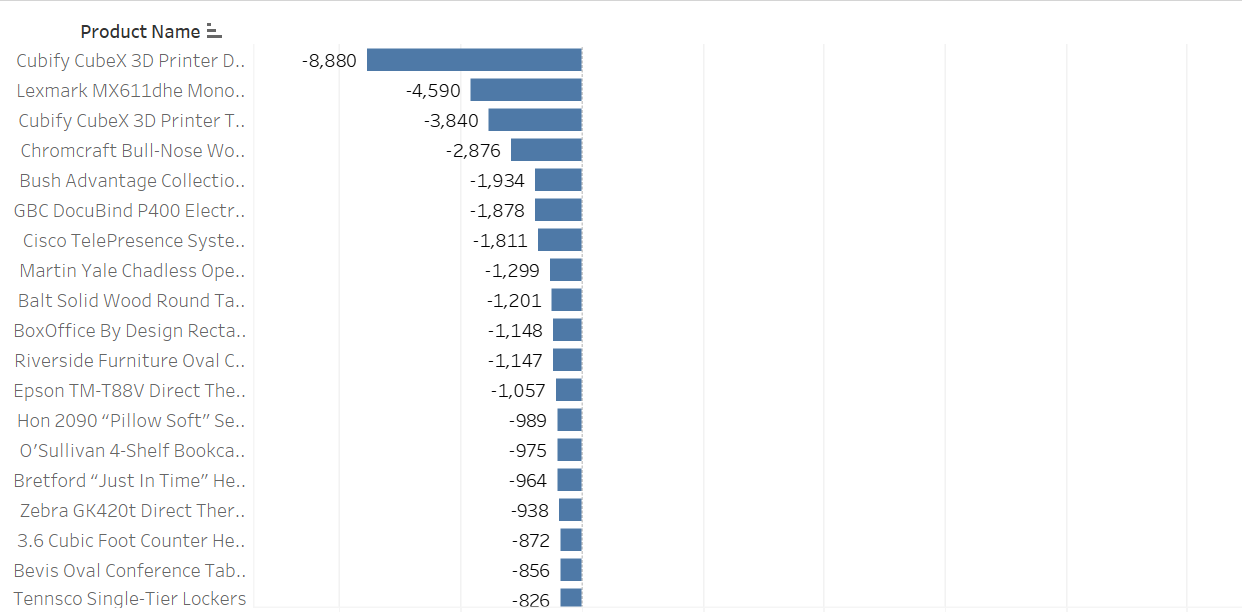 Product Name
Cubify CubeX 3D Printer D.. -8,880
Lexmark MX611dhe Mono.. -4,590
Cubify CubeX 3D Printer T.. -3,840
Chromcraft Bull-Nose Wo.. -2,876
Bush Advantage Collectio.. -1,934
GBC DocuBind P400 Electr.. -1,878
Cisco TelePresence Syste.. -1,811
Martin Yale Chadless Ope.. -1,299
Balt Solid Wood Round Ta.. -1,201
BoxOffice By Design Recta.. -1,148
Riverside Furniture Oval C.. -1,147
Epson TM-T88V Direct The.. -1,057
Hon 2090 “Pillow Soft” Se.. -989
O’Sullivan 4-Shelf Bookca.. -975
Bretford “Just In Time” He.. -964
Zebra GK420t Direct Ther.. -938
3.6 Cubic Foot Counter He.. -872
Bevis Oval Conference Tab.. -856
Tennsco Single-Tier Lockers -826